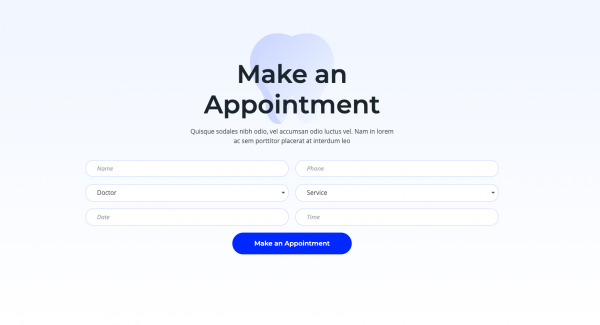 Make an
Appointment
Quisque sodales nibh odio, vel accumsan odio luctus vel. Nam in lorem
ac sem porttitor placerat at interdum leo
Name
Phone
Doctor
Service
Date
Time
Make an Appointment